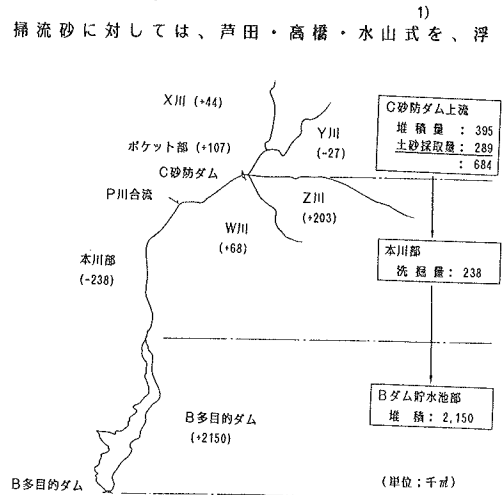 1)
掃流砂に対しては、芦田・高橋・水山式を、浮
X川 (+44)
Y川
(-27)
ポケット部 (+107)
C砂防ダム
P川合流
Z川
(+203)
W川
(+68)
本川部
(-238)
B多目的ダム
(+2150)
B多目的ダム
C砂防ダム上流
堆積量 : 395
土砂採取量: 289
: 684
本川部
洗掘量: 238
Bダム貯水池部
堆積: 2,150
(単位;千㎥)